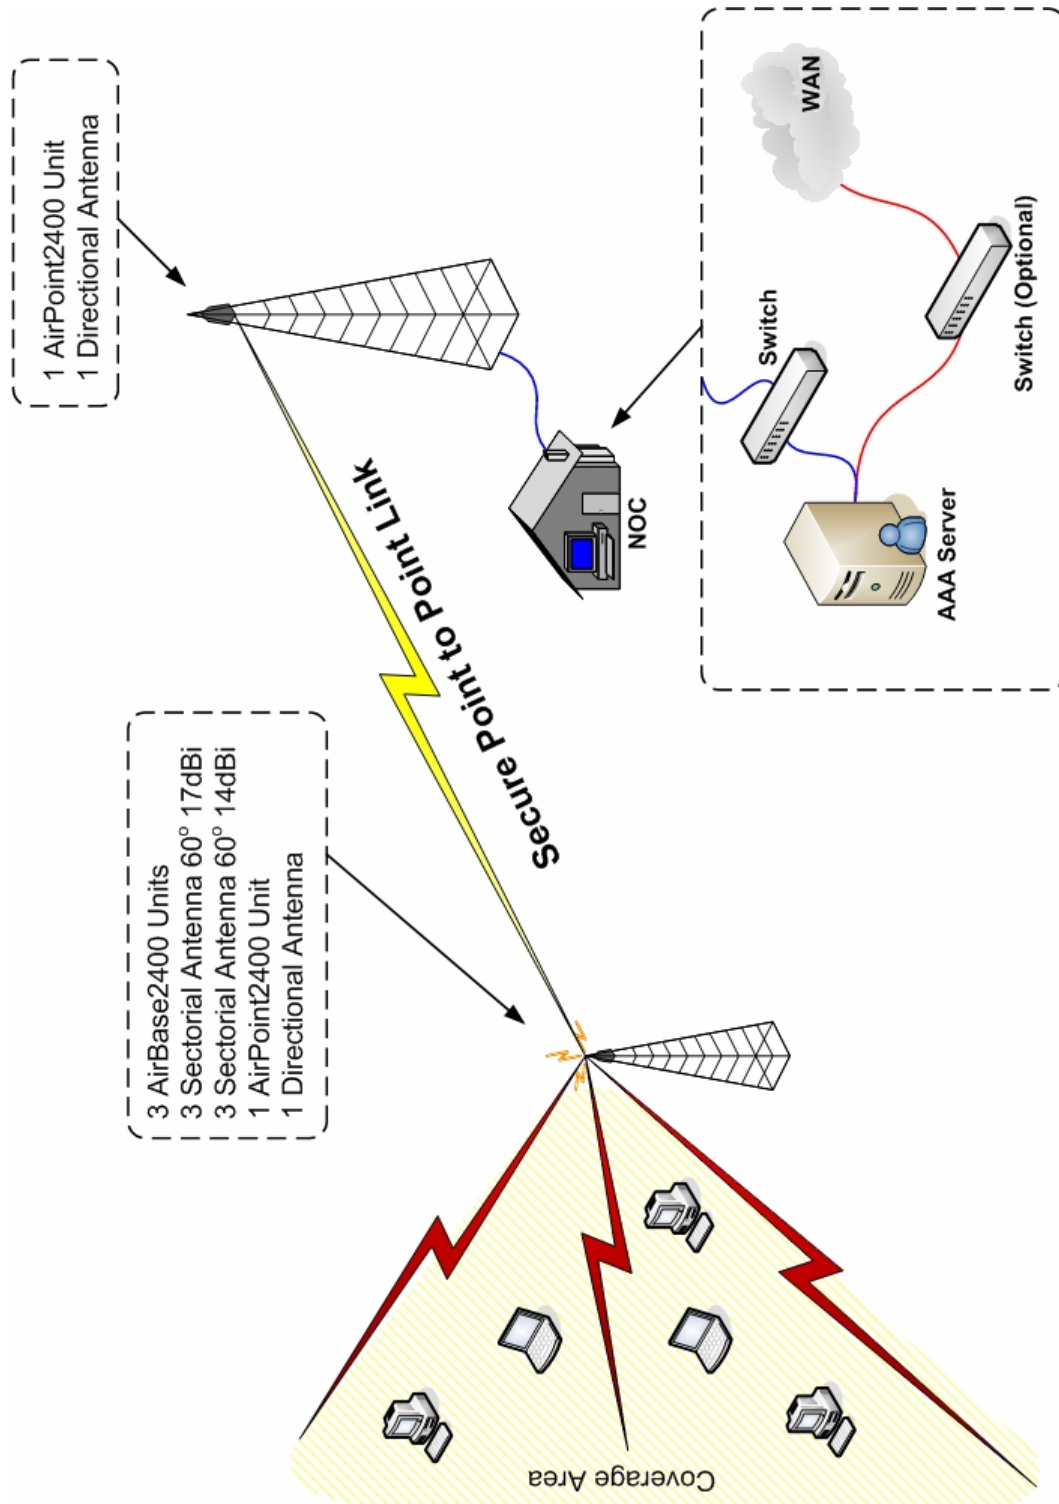 1 AirPoint2400 Unit
1 Directional Antenna
3 AirBase2400 Units
3 Sectorial Antenna 60° 17dBi
3 Sectorial Antenna 60° 14dBi
1 AirPoint2400 Unit
1 Directional Antenna
Secure Point to Point Link
NOC
WAN
Switch
Switch (Optional)
AAA Server
Coverage Area